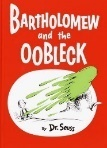 BARTHOLOMEW
AND THE
OOBLECK
By Dr. Seuss